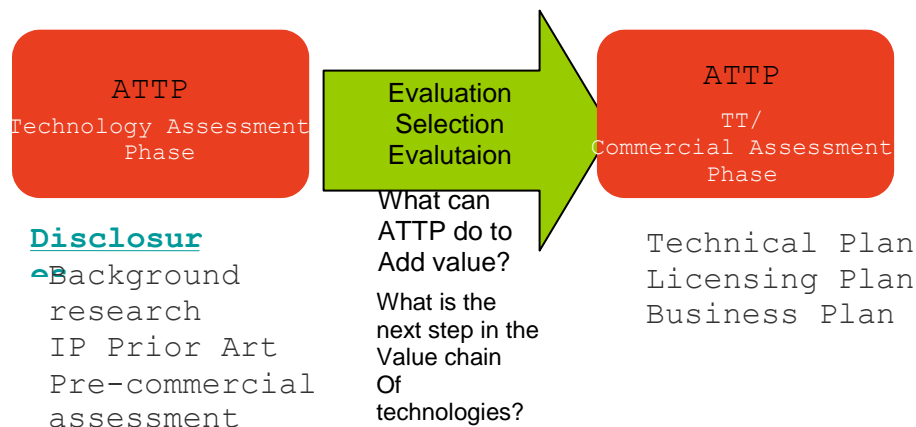 ATTP
Technology Assessment
Phase
Disclosur
es
Background
research
IP Prior Art
Pre-commercial
assessment
Evaluation
Selection
Evalutaion
What can
ATTP do to
Add value?
What is the
next step in the
Value chain
Of
technologies?
ATTP
TT/
Commercial Assessment
Phase
Technical Plan
Licensing Plan
Business Plan